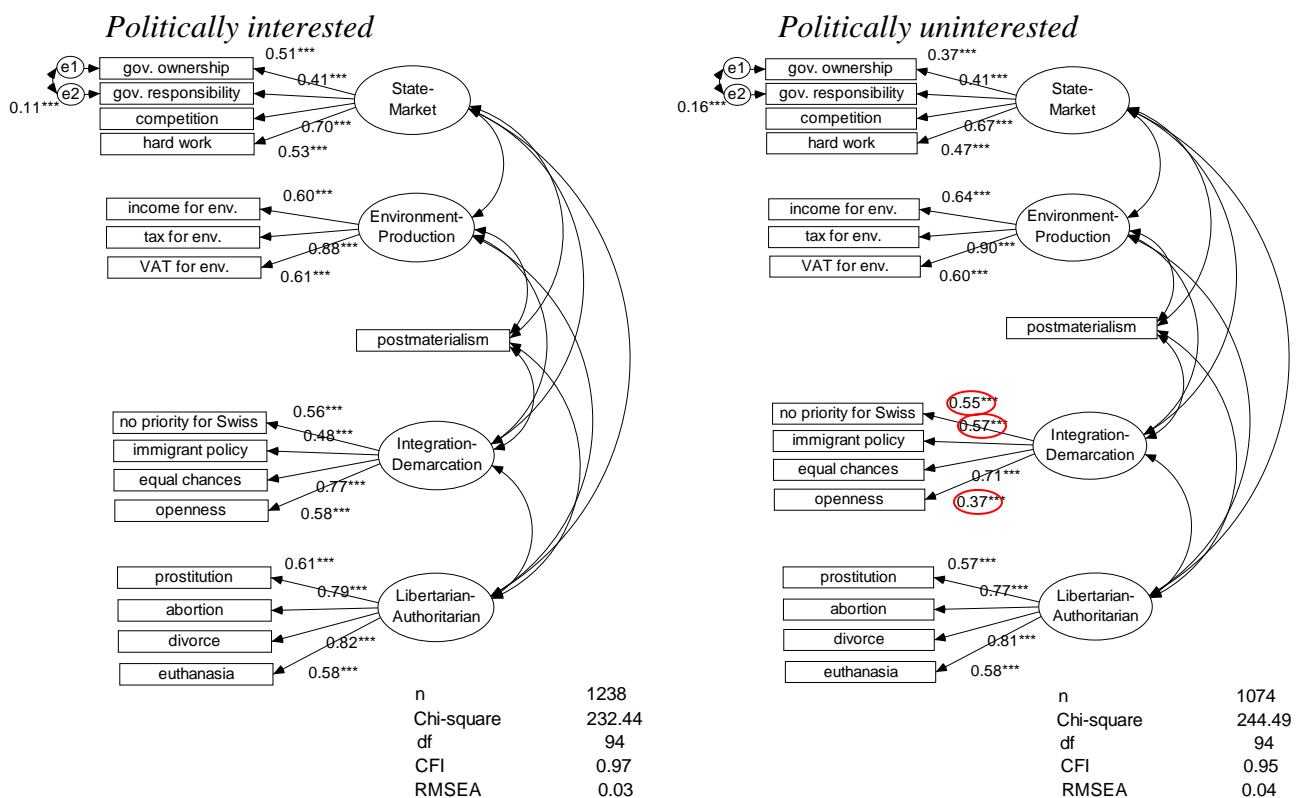 Politically interested
0.51***
e1
gov. ownership
0.41***
e2
gov. responsibility
0.11***
competition
0.70***
hard work
0.53***
State-
Market
0.60***
income for env.
tax for env.
0.88***
VAT for env.
0.61***
Environment-
Production
postmaterialism
0.56***
no priority for Swiss
0.48***
immigrant policy
equal chances
0.77***
openness
0.58***
Integration-
Demarcation
0.61***
prostitution
0.79***
abortion
divorce
0.82***
euthanasia
0.58***
Libertarian-
Authoritarian
n 1238
Chi-square 232.44
df 94
CFI 0.97
RMSEA 0.03
Politically uninterested
0.37***
e1
gov. ownership
0.41***
e2
gov. responsibility
0.16***
competition
0.67***
hard work
0.47***
State-
Market
0.64***
income for env.
tax for env.
0.90***
VAT for env.
0.60***
Environment-
Production
postmaterialism
0.55***
no priority for Swiss
0.57***
immigrant policy
equal chances
0.71***
openness
0.37***
Integration-
Demarcation
0.57***
prostitution
0.77***
abortion
divorce
0.81***
euthanasia
0.58***
Libertarian-
Authoritarian
n 1074
Chi-square 244.49
df 94
CFI 0.95
RMSEA 0.04